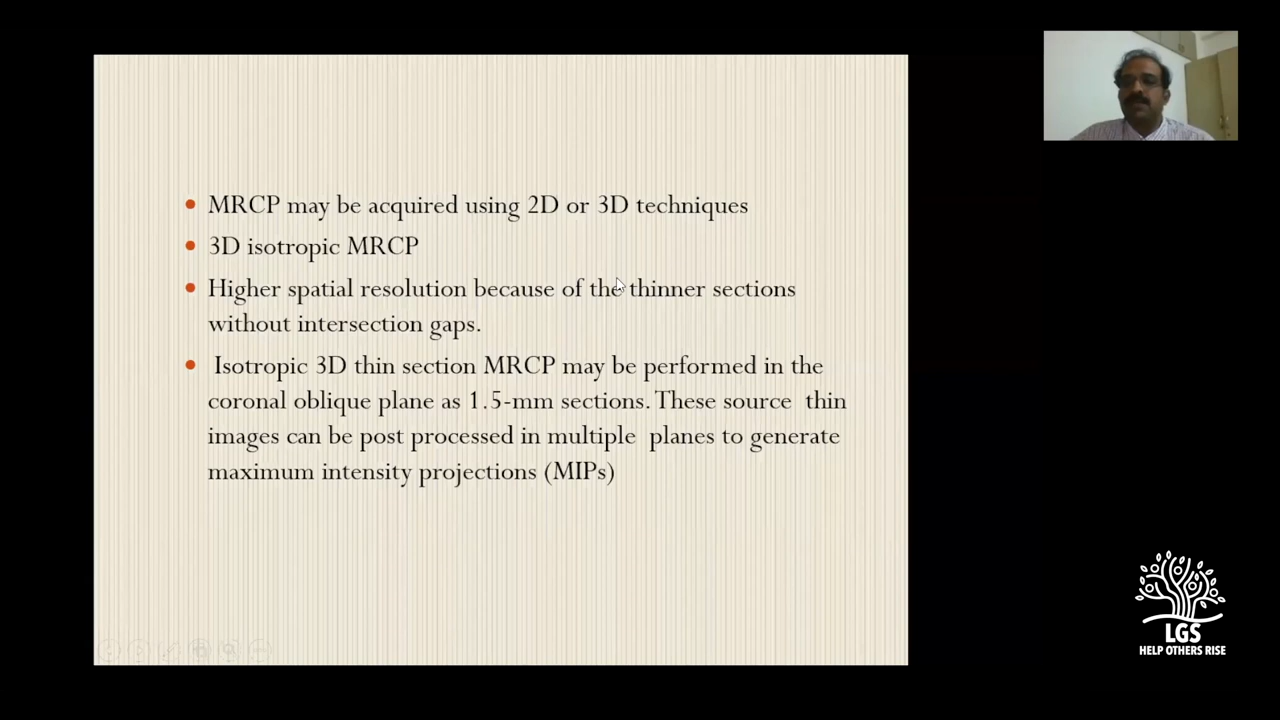 MRCP may be acquired using 2D or 3D techniques
3D isotropic MRCP
Higher spatial resolution because of the thinner sections
without intersection gaps.
Isotropic 3D thin section MRCP may be performed in the
coronal oblique plane as 1.5-mm sections. These source thin
images can be post processed in multiple planes to generate
maximum intensity projections (MIPs)
LGS
HELP OTHERS RISE